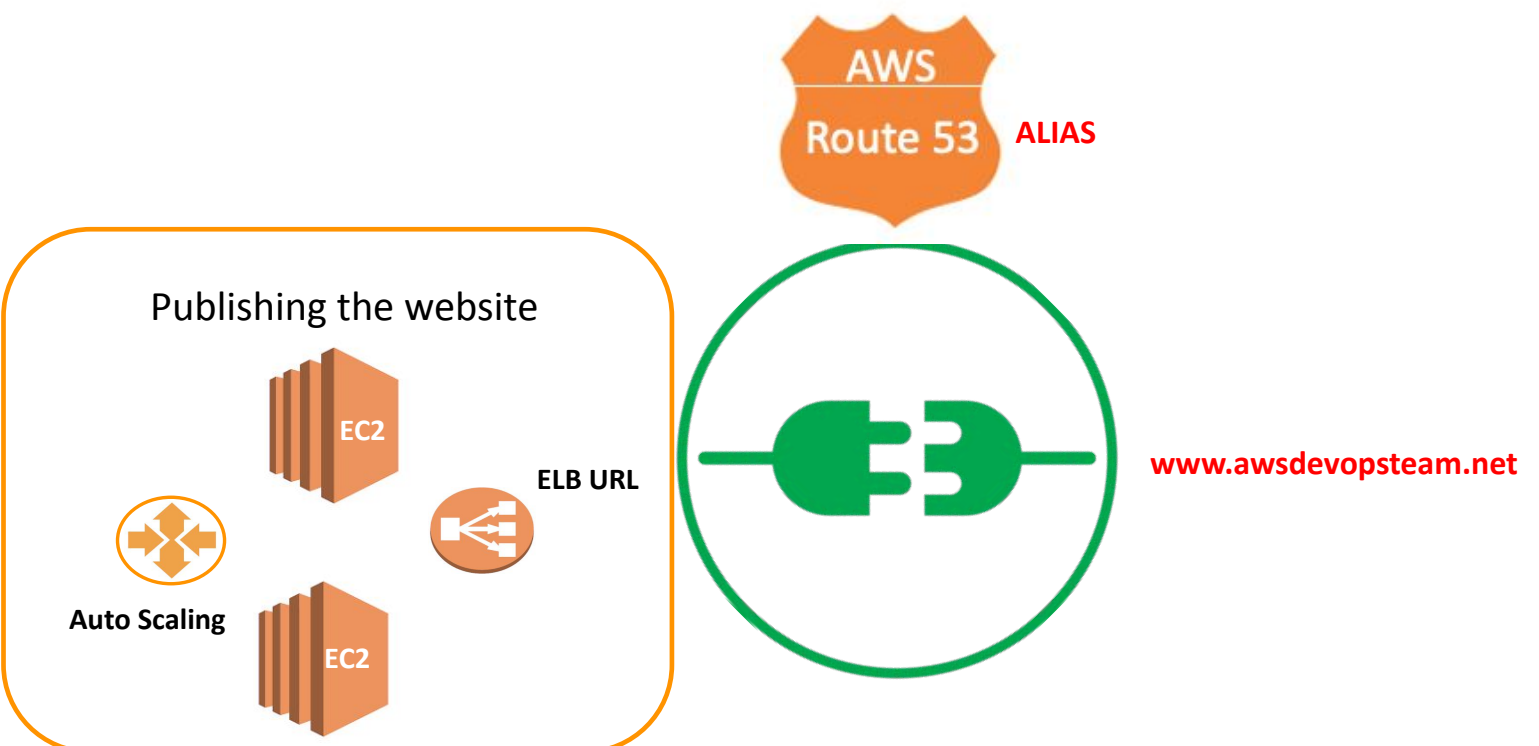 AWS
Route 53
ALIAS
Publishing the website
EC2
ELB URL
www.awsdevopsteam.net
Auto Scaling
EC2